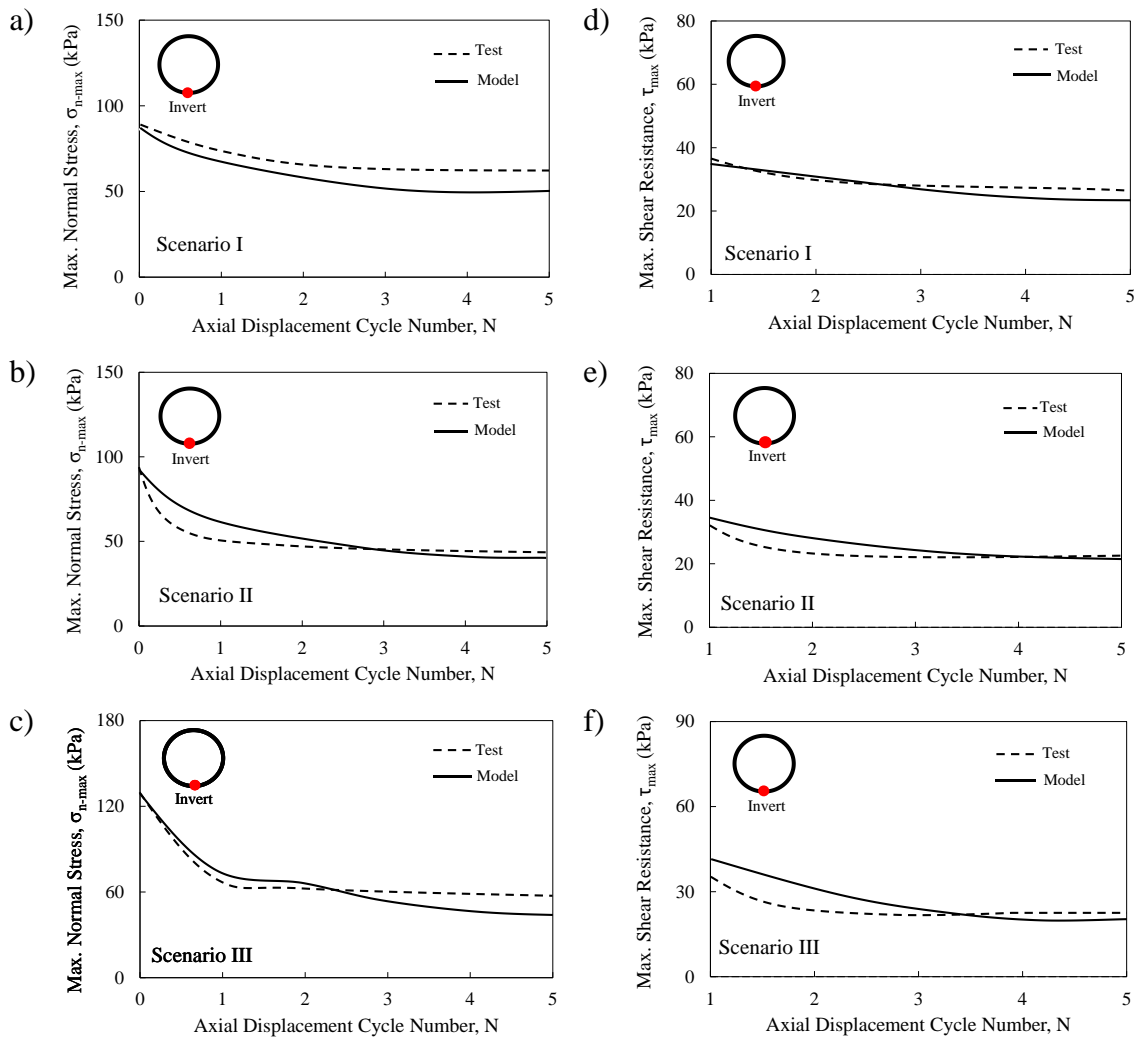 a)
Max. Normal Stress, σn-max (kPa)
150
100
50
0
0 1 2 3 4 5
Axial Displacement Cycle Number, N
Invert
Test
Model
Scenario I
d)
Max. Shear Resistance, τmax (kPa)
80
60
40
20
0
1 2 3 4 5
Axial Displacement Cycle Number, N
Invert
Test
Model
Scenario I
b)
Max. Normal Stress, σn-max (kPa)
150
100
50
0
0 1 2 3 4 5
Axial Displacement Cycle Number, N
Invert
Test
Model
Scenario II
e)
Max. Shear Resistance, τmax (kPa)
80
60
40
20
0
1 2 3 4 5
Axial Displacement Cycle Number, N
Invert
Test
Model
Scenario II
c)
Max. Normal Stress, σn-max (kPa)
180
120
60
0
0 1 2 3 4 5
Axial Displacement Cycle Number, N
Invert
Test
Model
Scenario III
f)
Max. Shear Resistance, τmax (kPa)
90
60
30
0
1 2 3 4 5
Axial Displacement Cycle Number, N
Invert
Test
Model
Scenario III